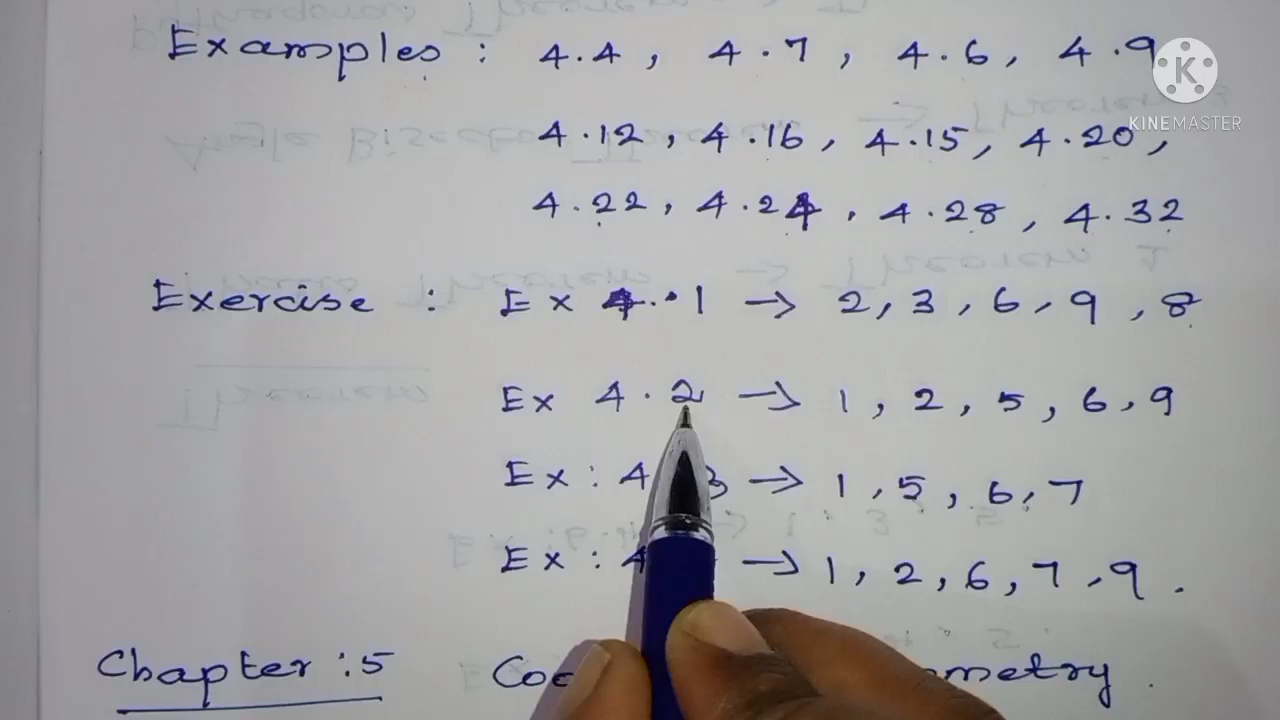 Examples : 4.4, 4.7, 4.6, 4.9
4.12, 4.16, 4.15, 4.20,
4.22, 4.24, 4.28, 4.32
Exercise : Ex 4.1 → 2, 3, 6, 9, 8
Ex 4.2 → 1, 2, 5, 6, 9
Ex : 4 3 → 1, 5, 6, 7
Ex : 4 → 1, 2, 6, 7, 9.
Chapter : 5
K
KINEMASTER